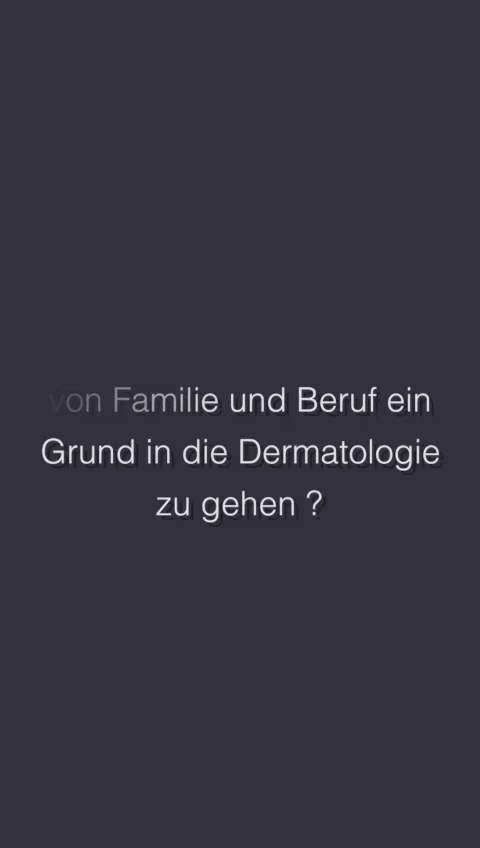 von Familie und Beruf ein
Grund in die Dermatologie
zu gehen ?